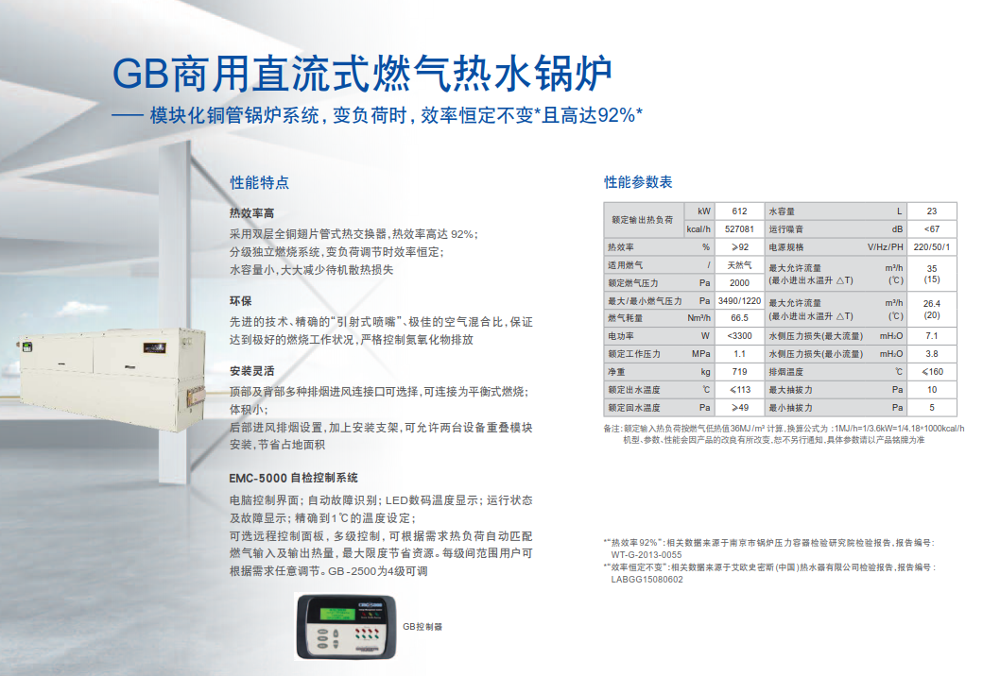 GB商用直流式燃气热水锅炉
—— 模块化铜管锅炉系统，变负荷时，效率恒定不变*且高达92%*
性能特点
热效率高
采用双层全铜翅片管式热交换器，热效率高达 92%；
分级独立燃烧系统，变负荷调节时效率恒定；
水容量小，大大减少待机散热损失
环保
先进的技术、精确的“引射式喷嘴”、极佳的空气混合比，保证
达到极好的燃烧工作状况，严格控制氮氧化物排放
安装灵活
顶部及背部多种排烟进风连接口可选择，可连接为平衡式燃烧；
体积小；
后部进风排烟设置，加上安装支架，可允许两台设备重叠模块
安装，节省占地面积
EMC-5000 自检控制系统
电脑控制界面；自动故障识别；LED数码温度显示；运行状态
及故障显示；精确到1℃的温度设定；
可选远程控制面板，多级控制，可根据需求热负荷自动匹配
燃气输入及输出热量，最大限度节省资源。每级间范围用户可
根据需求任意调节。GB-2500为4级可调
GB控制器
性能参数表
额定输出热负荷 kW 612 水容量 L 23
kcal/h 527081 运行噪音 dB <67
热效率 % ≥92 电源规格 V/Hz/PH 220/50/1
适用燃气 / 天然气 最大允许流量 m³/h 35
额定燃气压力 Pa 2000 (最小进出水温升 △T) (℃) (15)
最大/最小燃气压力 Pa 3490/1220 最大允许流量 m³/h 26.4
燃气耗量 Nm³/h 66.5 (最小进出水温升 △T) (℃) (20)
电功率 W <3300 水侧压力损失(最大流量) mH₂O 7.1
额定工作压力 MPa 1.1 水侧压力损失(最小流量) mH₂O 3.8
净重 kg 719 排烟温度 ℃ ≤160
额定出水温度 ℃ ≤113 最大抽拔力 Pa 10
额定回水温度 Pa ≥49 最小抽拔力 Pa 5
备注：额定输入热负荷按燃气低热值36MJ/m³ 计算，换算公式为：1MJ/h=1/3.6kW=1/4.18*1000kcal/h
机型、参数、性能会因产品的改良有所改变，恕不另行通知，具体参数请以产品铭牌为准
*“热效率92%”：相关数据来源于南京市锅炉压力容器检验研究院检验报告，报告编号：
WT-G-2013-0055
*“效率恒定不变”：相关数据来源于艾欧史密斯(中国)热水器有限公司检验报告，报告编号：
LABGG15080602